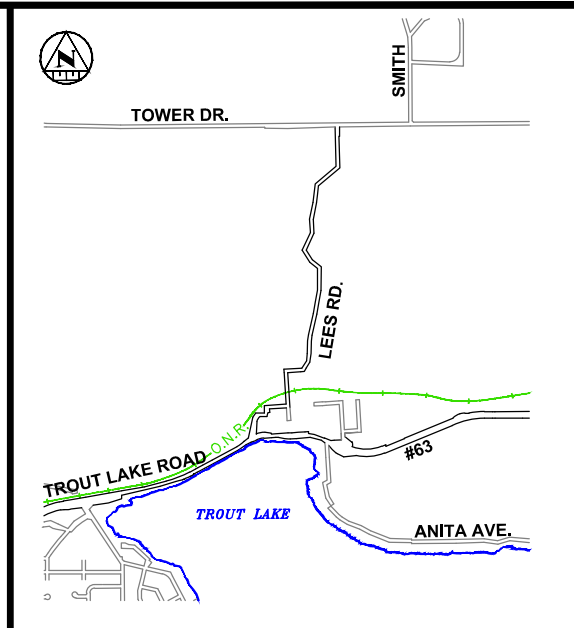 N
SMITH
TOWER DR.
LEES RD.
O.N.R.
#63
TROUT LAKE ROAD
TROUT LAKE
ANITA AVE.